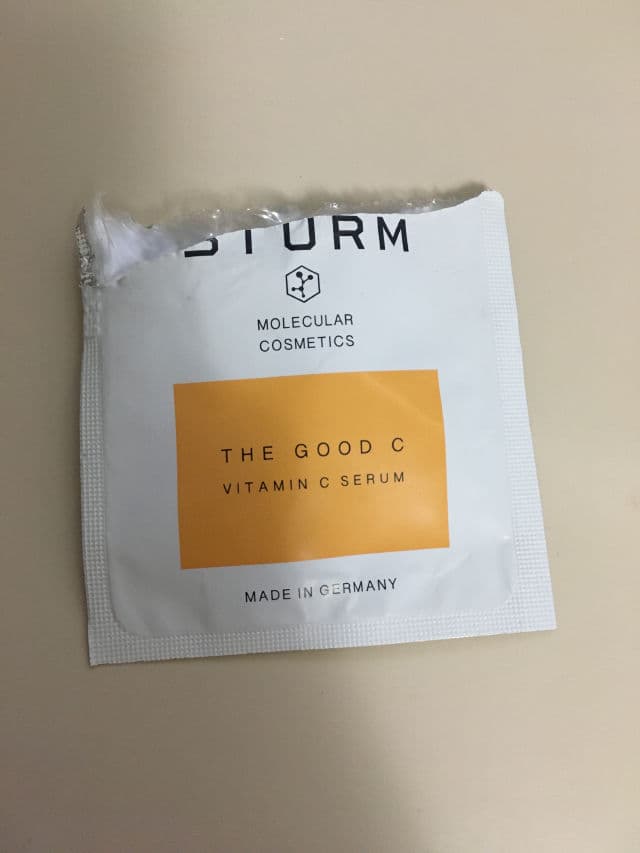 STURM
MOLECULAR
COSMETICS
THE GOOD C
VITAMIN C SERUM
MADE IN GERMANY